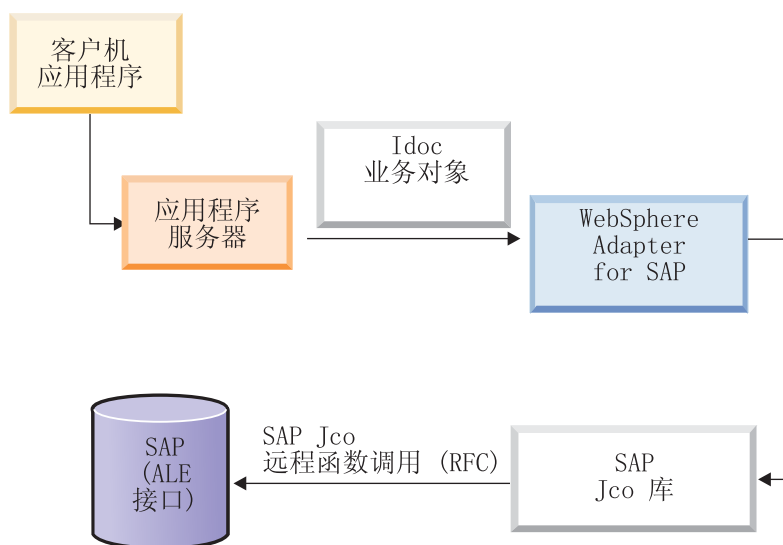 客户机
应用程序
Idoc
业务对象
应用程序
服务器
WebSphere
Adapter
for SAP
SAP
(ALE
接口)
SAP Jco
远程函数调用 (RFC)
SAP
Jco 库